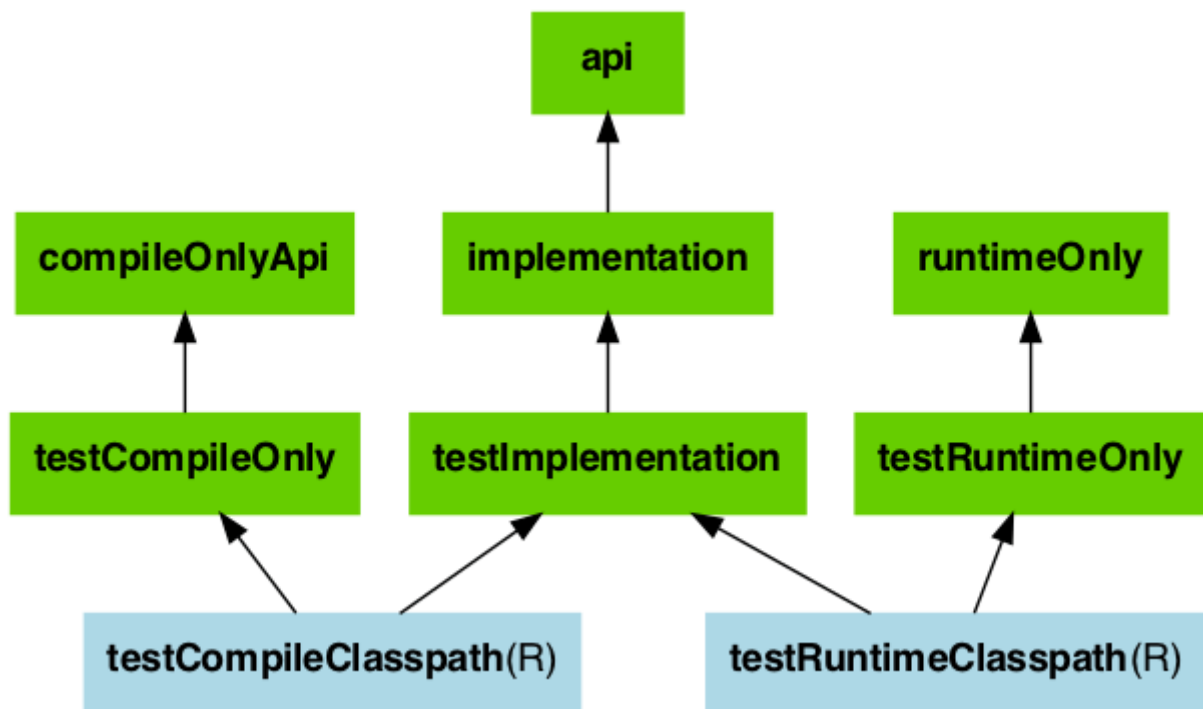 api
compileOnlyApi
implementation
runtimeOnly
testCompileOnly
testImplementation
testRuntimeOnly
testCompileClasspath(R)
testRuntimeClasspath(R)